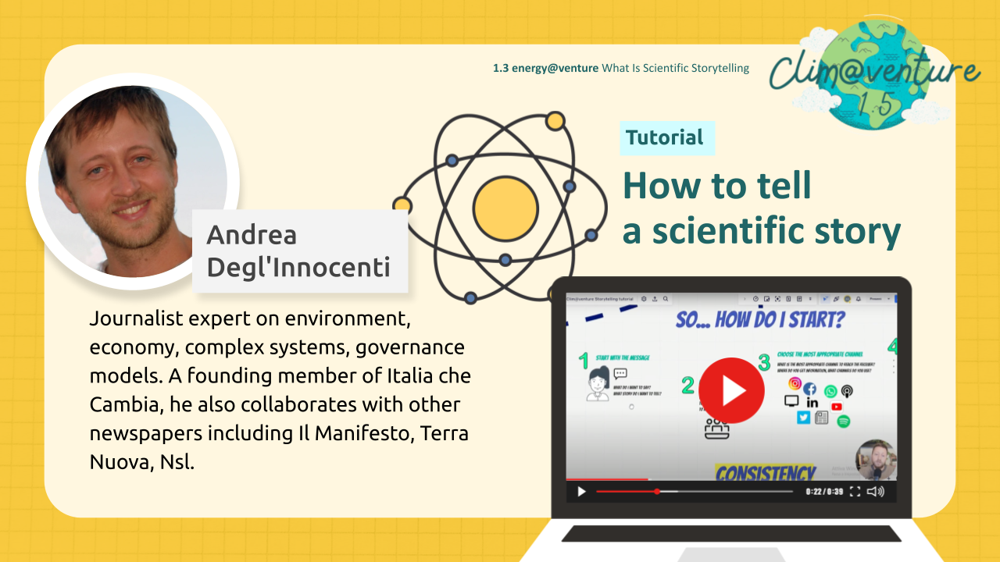 1.3 energy@venture What Is Scientific Storytelling
Clim@venture
1.5
Tutorial
How to tell
a scientific story
Andrea
Degl'Innocenti
Journalist expert on environment,
economy, complex systems, governance
models. A founding member of Italia che
Cambia, he also collaborates with other
newspapers including Il Manifesto, Terra
Nuova, Nsl.
Clim@venture Storytelling tutorial
Present
SO... HOW DO I START?
1 START WITH THE MESSAGE
WHAT DO I WANT TO SAY?
WHAT STORY DO I WANT TO TELL?
2
3 CHOOSE THE MOST APPROPRIATE CHANNEL
WHAT IS THE MOST APPROPRIATE CHANNEL TO REACH THE RECEIVER?
WHERE DO YOU GET INFORMATION, WHAT CHANNELS DO YOU USE?
4
in
CONSISTENCY
0:22 / 0:39